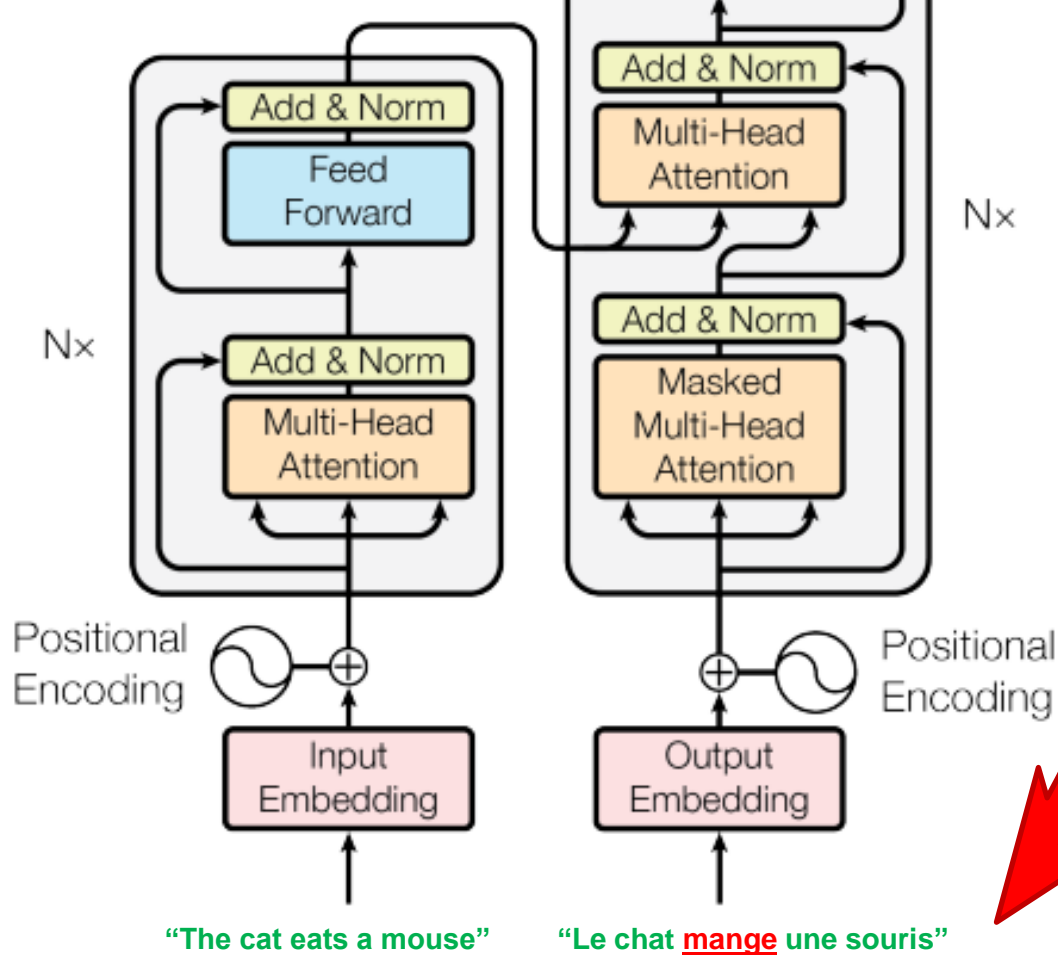 Add & Norm
Feed
Forward
Nx
Add & Norm
Multi-Head
Attention
Positional
Encoding
Input
Embedding
“The cat eats a mouse”
Add & Norm
Multi-Head
Attention
Nx
Add & Norm
Masked
Multi-Head
Attention
Positional
Encoding
Output
Embedding
“Le chat mange une souris”